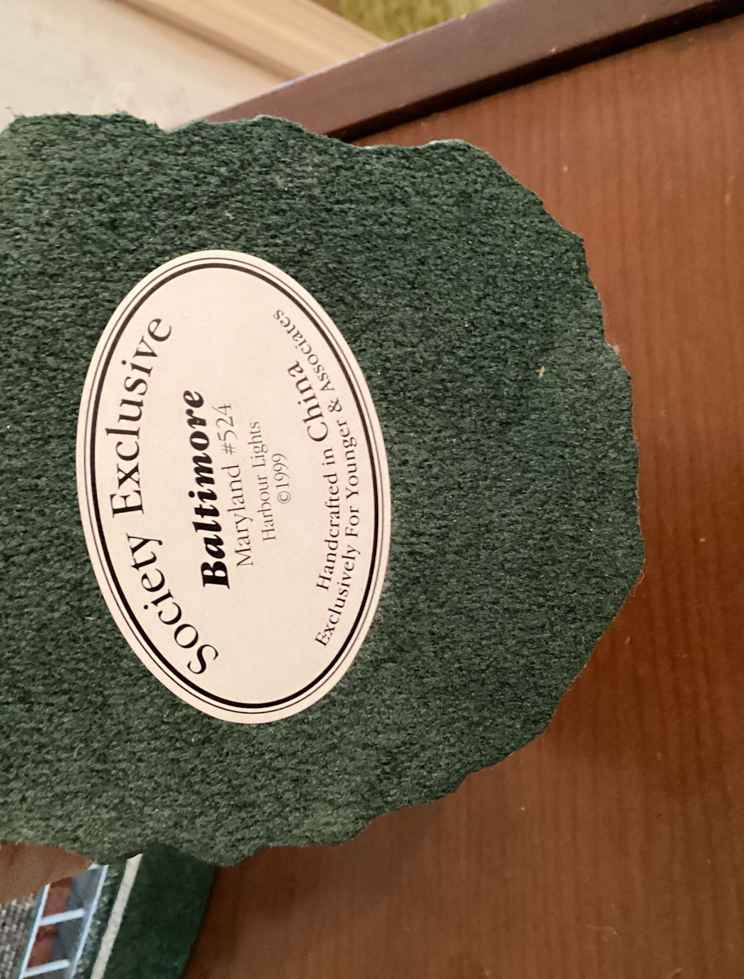 Society Exclusive
Baltimore
Maryland #524
Harbour Lights
©1999
Handcrafted in China
Exclusively For Younger & Associates